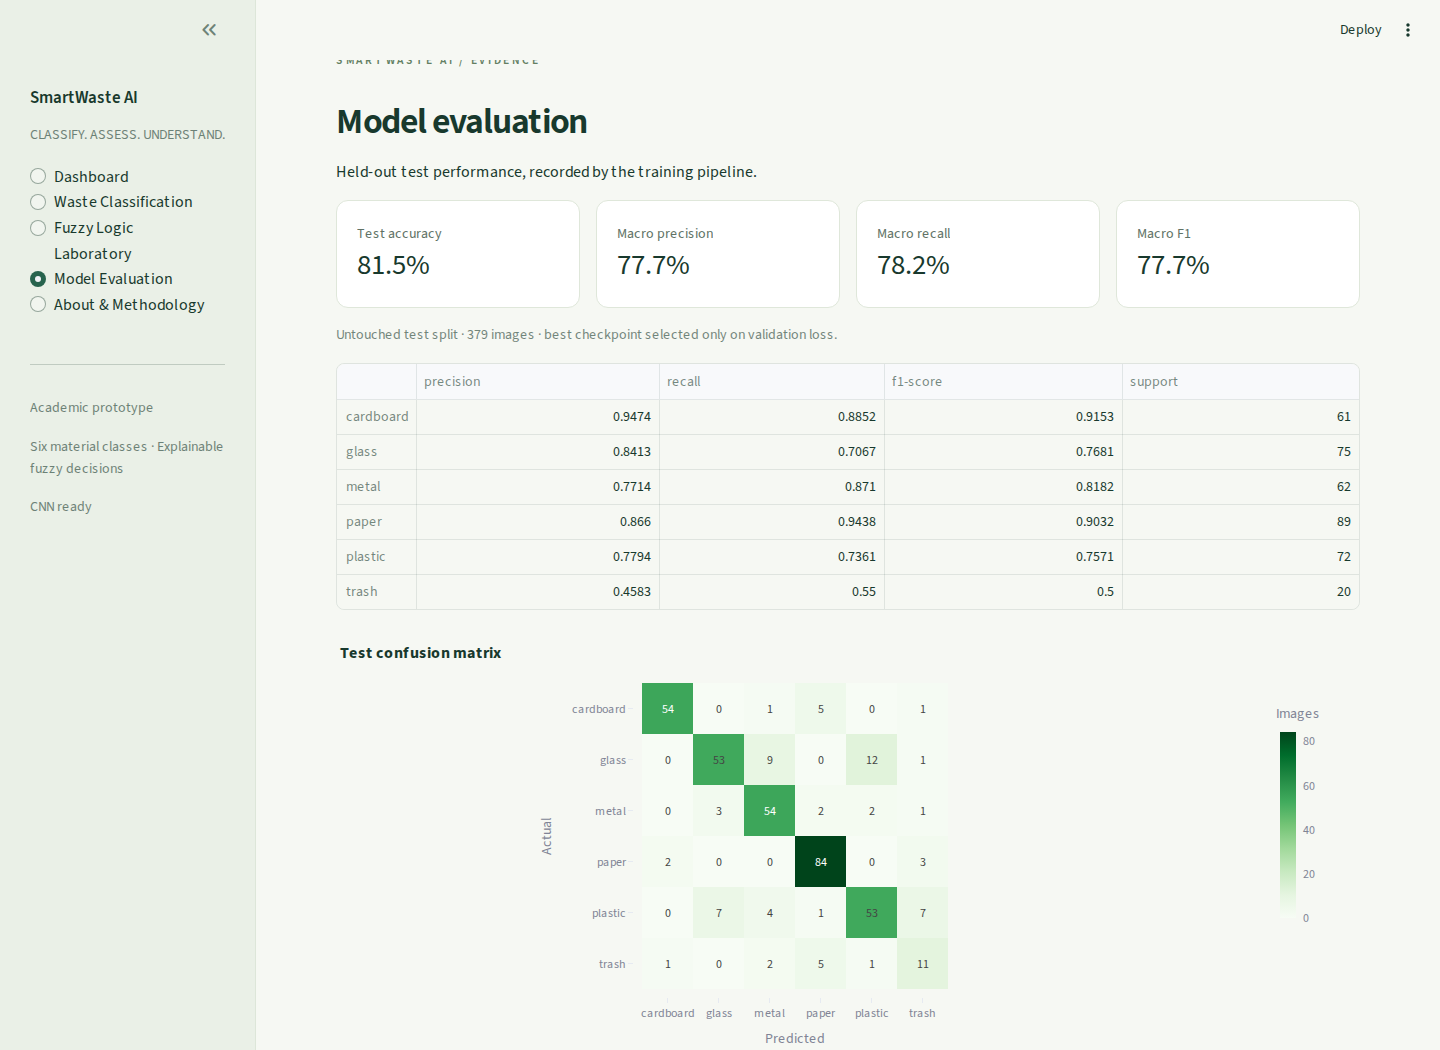 Deploy
SmartWaste AI
CLASSIFY. ASSESS. UNDERSTAND.
Dashboard
Waste Classification
Fuzzy Logic
Laboratory
Model Evaluation
About & Methodology
Academic prototype
Six material classes · Explainable
fuzzy decisions
CNN ready
SMARTWASTE AI / EVIDENCE
Model evaluation
Held-out test performance, recorded by the training pipeline.
Test accuracy
81.5%
Macro precision
77.7%
Macro recall
78.2%
Macro F1
77.7%
Untouched test split · 379 images · best checkpoint selected only on validation loss.
precision recall f1-score support
cardboard 0.9474 0.8852 0.9153 61
glass 0.8413 0.7067 0.7681 75
metal 0.7714 0.871 0.8182 62
paper 0.866 0.9438 0.9032 89
plastic 0.7794 0.7361 0.7571 72
trash 0.4583 0.55 0.5 20
Test confusion matrix
Actual
cardboard 54 0 1 5 0 1
glass 0 53 9 0 12 1
metal 0 3 54 2 2 1
paper 2 0 0 84 0 3
plastic 0 7 4 1 53 7
trash 1 0 2 5 1 11
cardboard glass metal paper plastic trash
Predicted
Images
80
60
40
20
0